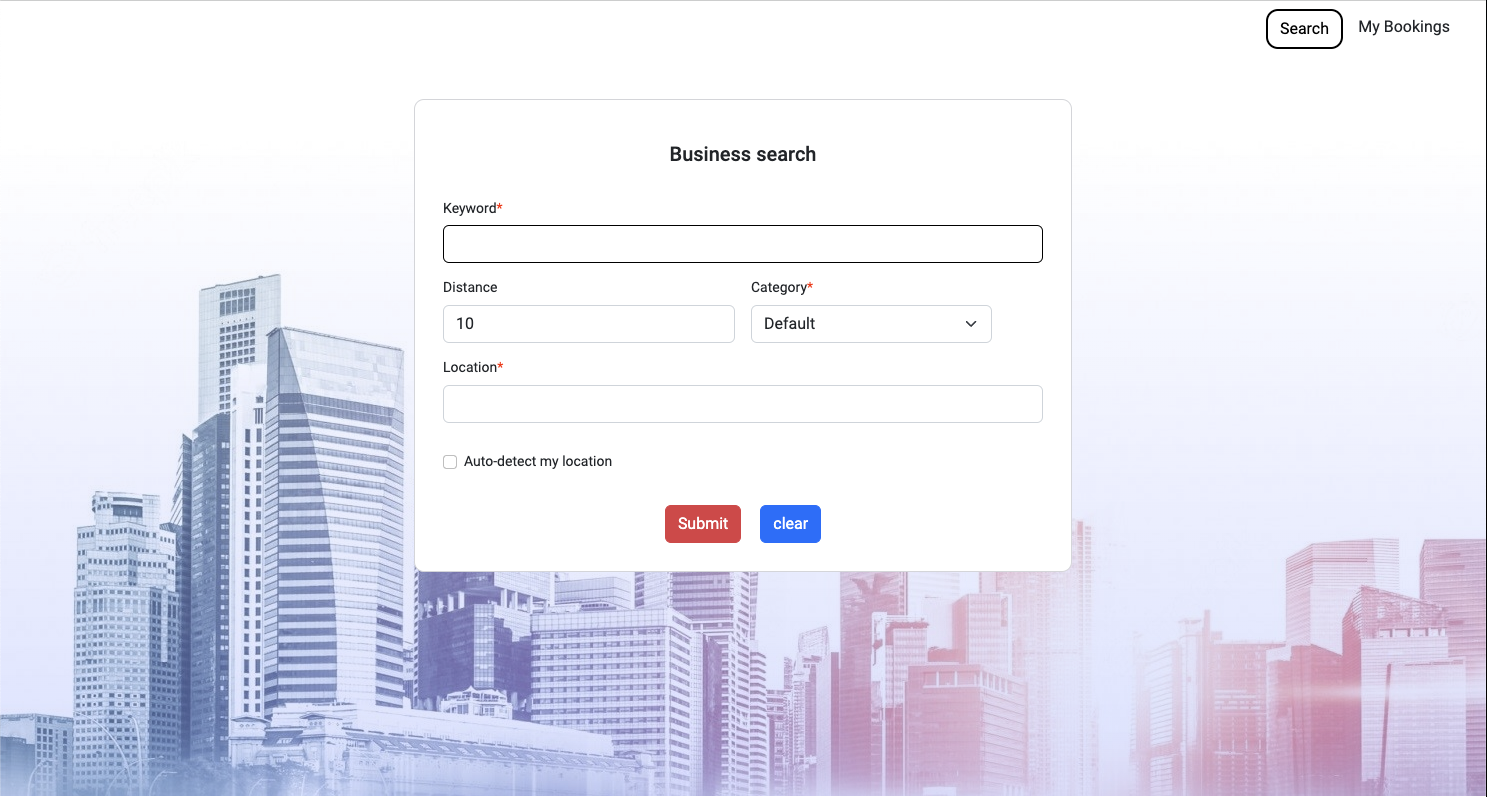 Search My Bookings
Business search
Keyword*
Distance Category*
10 Default
Location*
Auto-detect my location
Submit clear